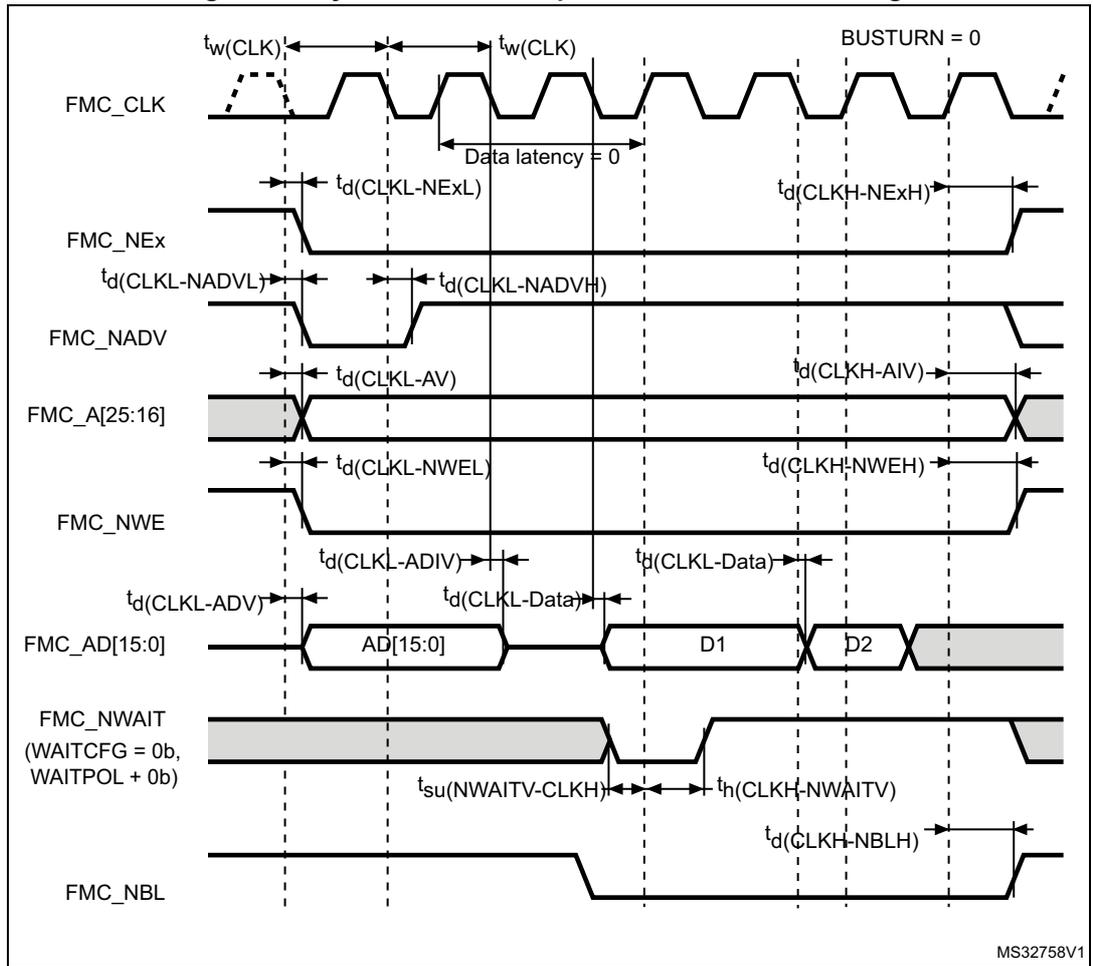 tw(CLK)
tw(CLK)
BUSTURN = 0
FMC_CLK
Data latency = 0
td(CLKL-NExL)
td(CLKH-NExH)
FMC_NEx
td(CLKL-NADVL)
td(CLKL-NADVH)
FMC_NADV
td(CLKL-AV)
td(CLKH-AIV)
FMC_A[25:16]
td(CLKL-NWEL)
td(CLKH-NWEH)
FMC_NWE
td(CLKL-ADIV)
td(CLKL-Data)
td(CLKL-ADV)
td(CLKL-Data)
FMC_AD[15:0]
AD[15:0]
D1
D2
FMC_NWAIT
(WAITCFG = 0b,
WAITPOL + 0b)
tsu(NWAITV-CLKH)
th(CLKH-NWAITV)
td(CLKH-NBLH)
FMC_NBL
MS32758V1